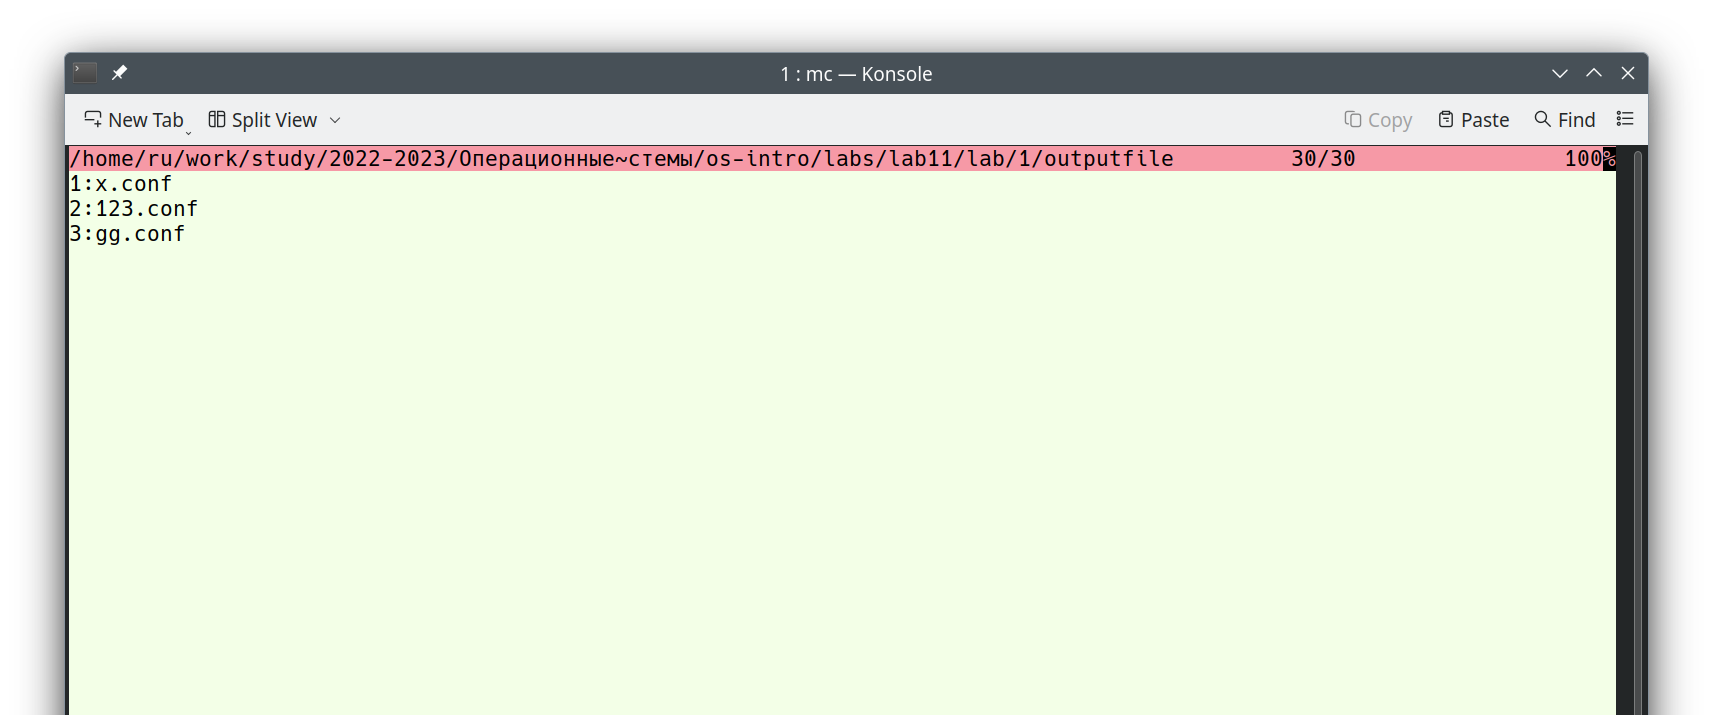 1 : mc — Konsole
New Tab Split View Copy Paste Find
/home/ru/work/study/2022-2023/Операционные~стемы/os-intro/labs/lab11/lab/1/outputfile 30/30 100%
1:x.conf
2:123.conf
3:gg.conf